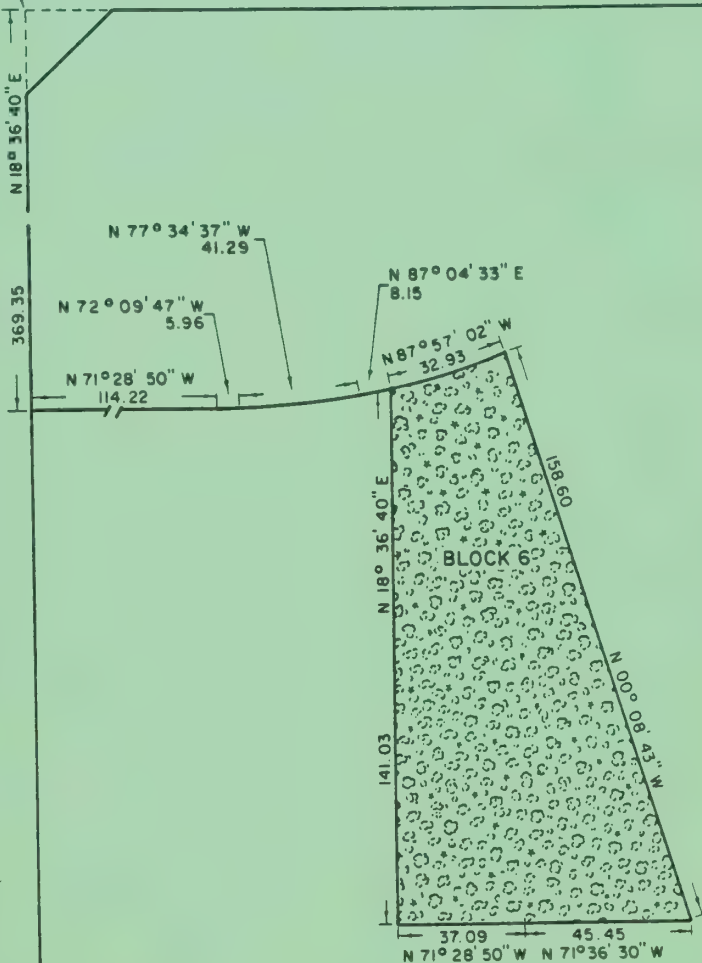 N 18° 36' 40" E
369.35
N 77° 34' 37" W
41.29
N 72° 09' 47" W
5.96
N 71° 28' 50" W
114.22
N 87° 04' 33" E
8.15
N 87° 57' 02" W
32.93
158.60
N 00° 08' 43" W
BLOCK 6
N 18° 36' 40" E
141.03
37.09 45.45
N 71° 28' 50" W N 71° 36' 30" W